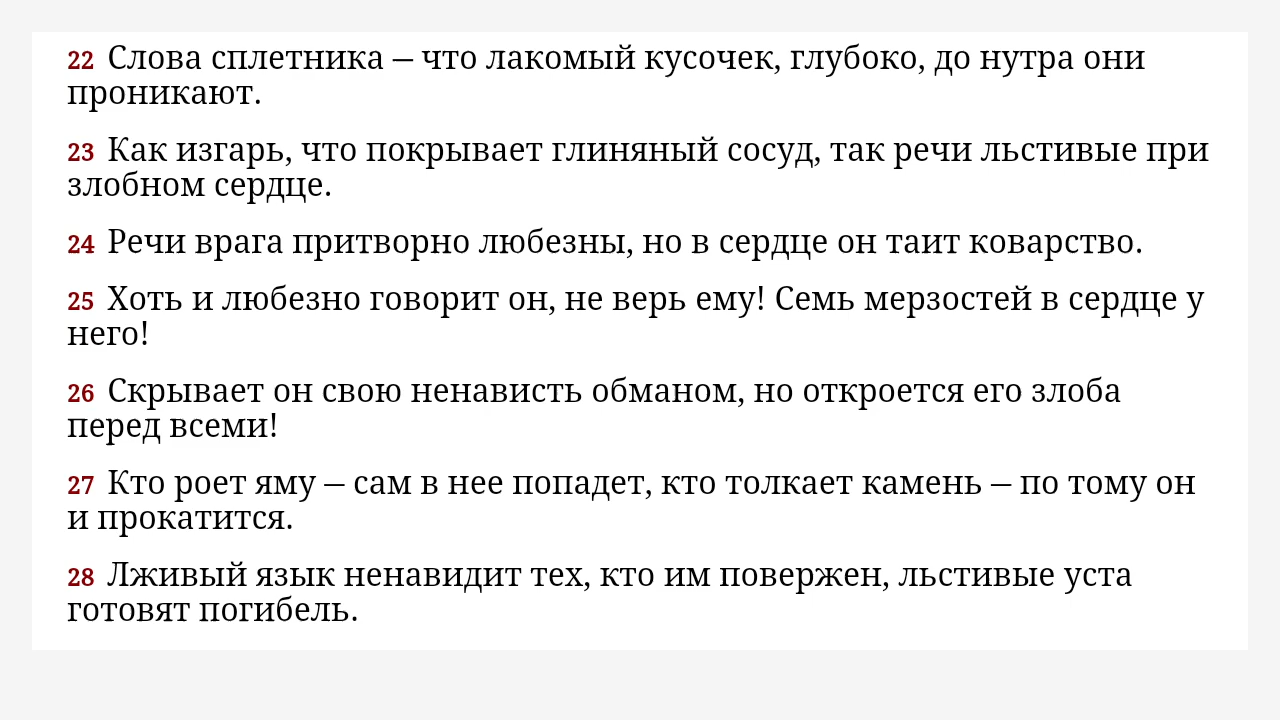 22 Слова сплетника – что лакомый кусочек, глубоко, до нутра они
проникают.
23 Как изгарь, что покрывает глиняный сосуд, так речи льстивые при
злобном сердце.
24 Речи врага притворно любезны, но в сердце он таит коварство.
25 Хоть и любезно говорит он, не верь ему! Семь мерзостей в сердце у
него!
26 Скрывает он свою ненависть обманом, но откроется его злоба
перед всеми!
27 Кто роет яму – сам в нее попадет, кто толкает камень – по тому он
и прокатится.
28 Лживый язык ненавидит тех, кто им повержен, льстивые уста
готовят погибель.